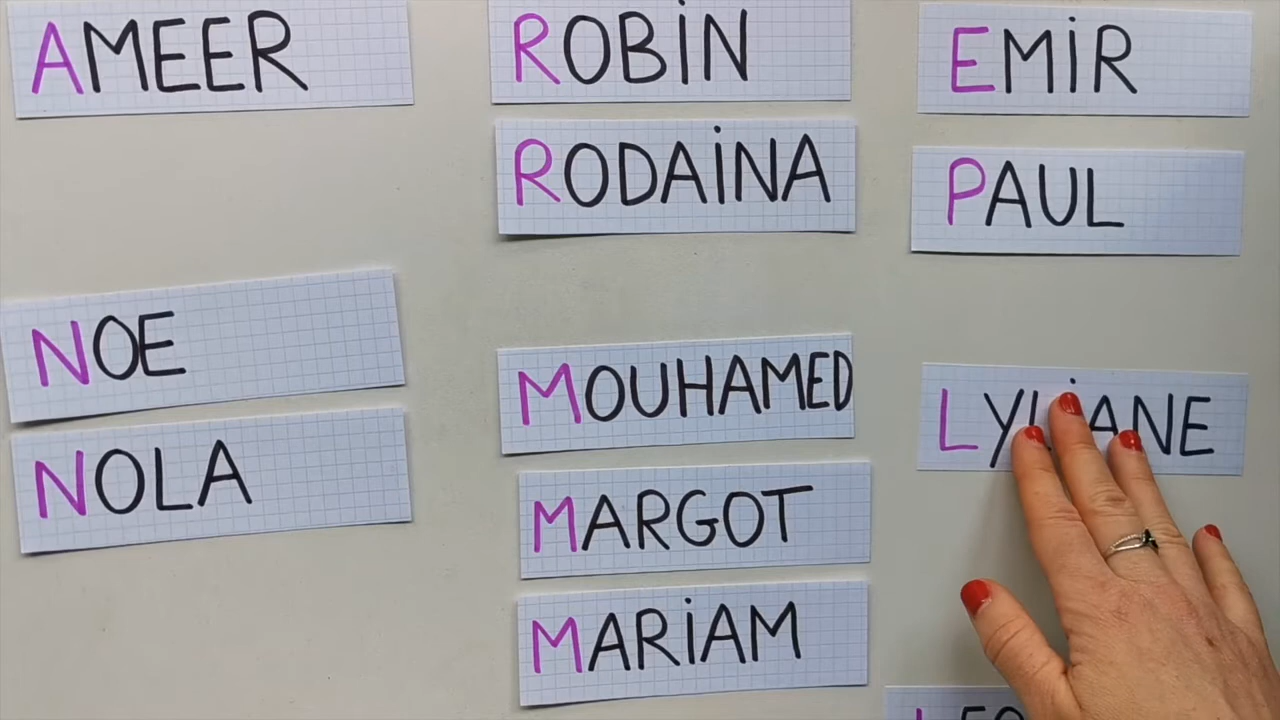 AMEER
NOE
NOLA
ROBIN
RODAINA
MOUHAMED
MARGOT
MARIAM
EMIR
PAUL